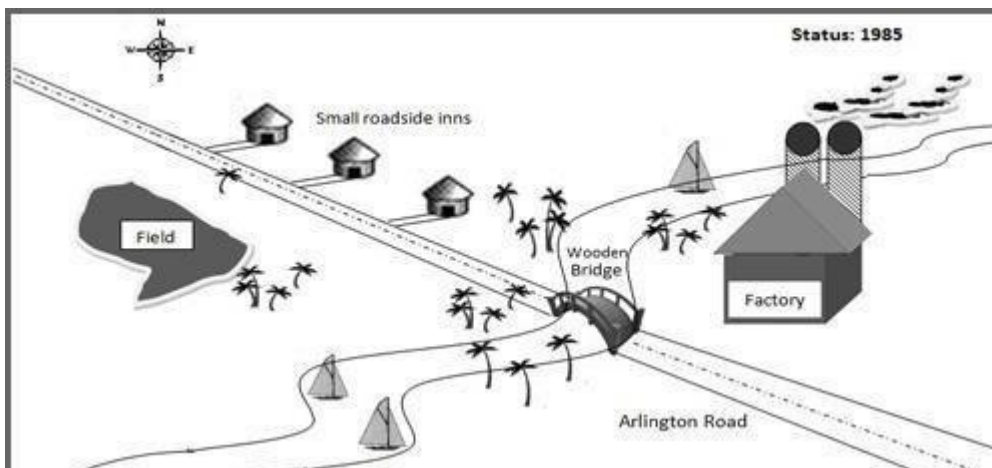 Status: 1985
N
W E
S
Small roadside inns
Field
Wooden
Bridge
Factory
Arlington Road